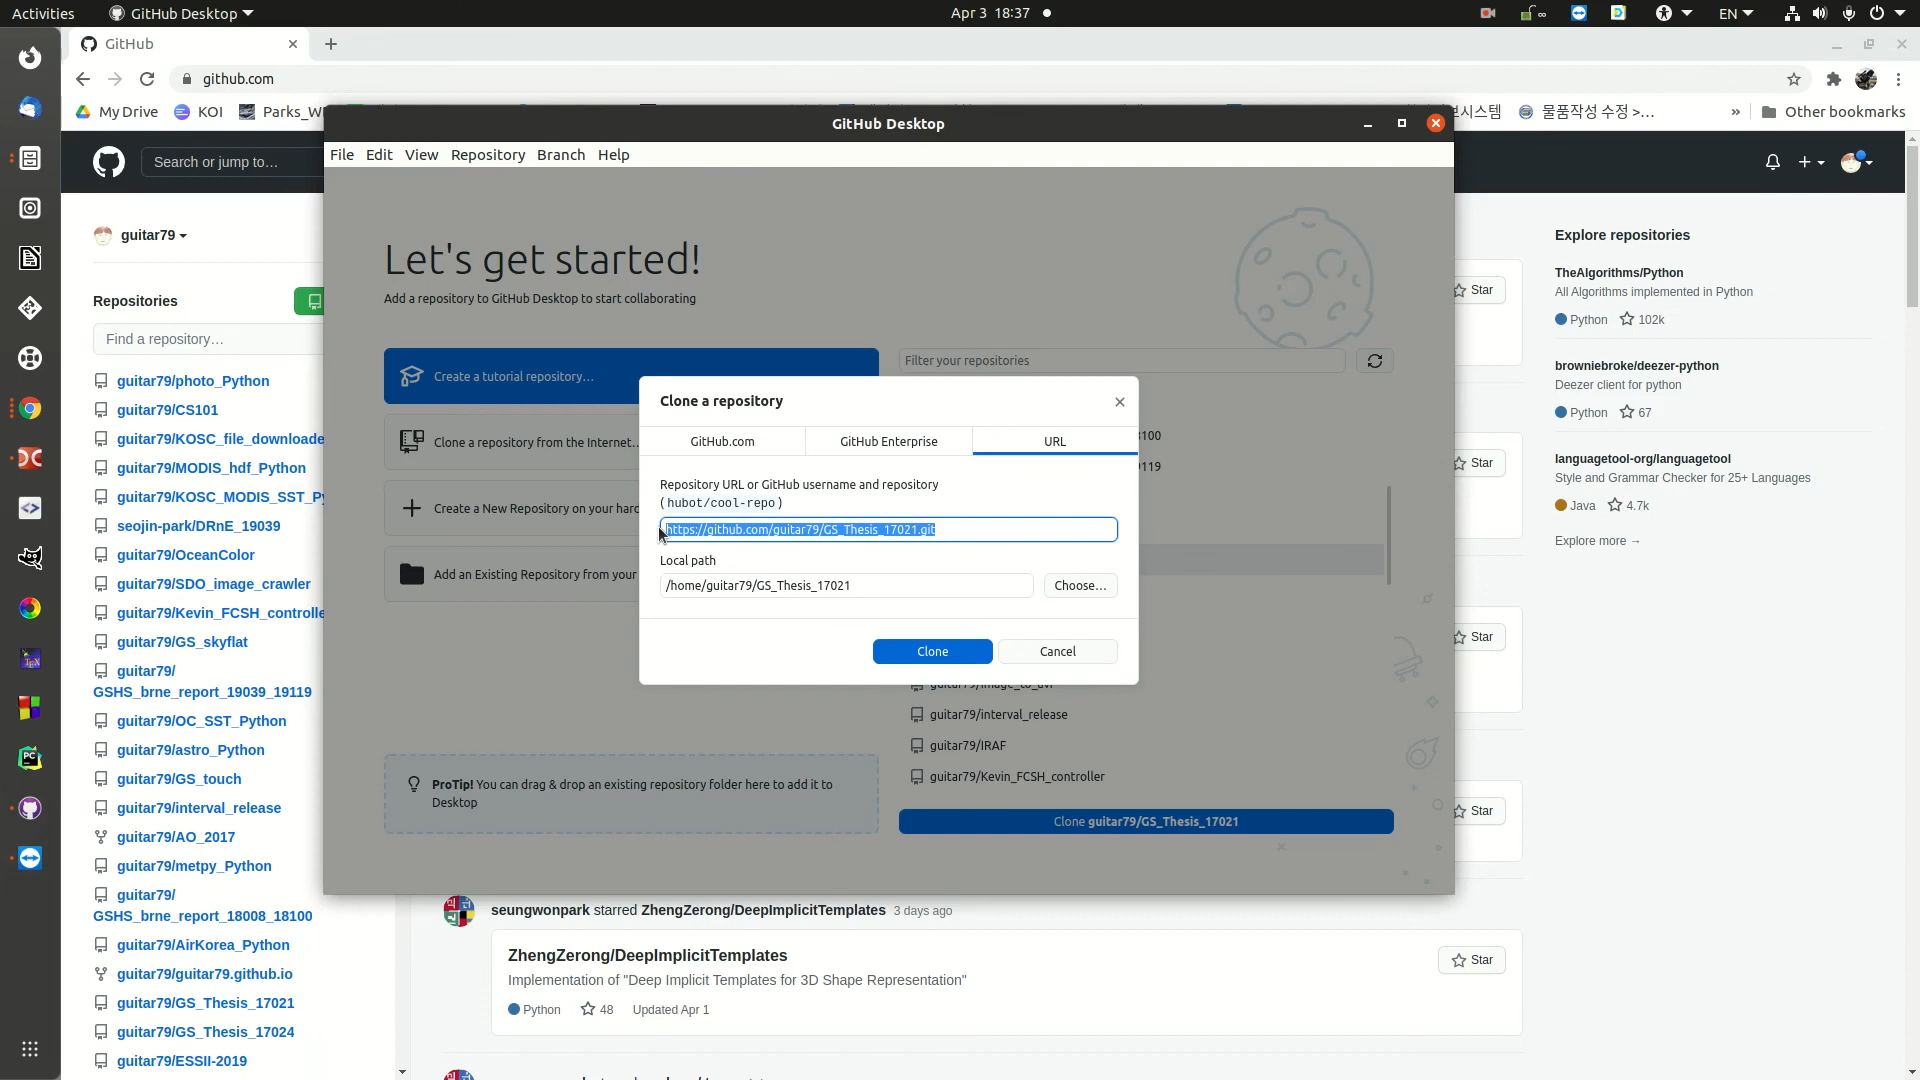 Activities
GitHub Desktop
Apr 3 18:37
EN
GitHub
github.com
My Drive
KOI
물품작성 수정 >...
Other bookmarks
GitHub Desktop
File Edit View Repository Branch Help
Search or jump to...
guitar79
Repositories
Find a repository...
guitar79/photo_Python
guitar79/CS101
guitar79/KOSC_file_downloade
guitar79/MODIS_hdf_Python
guitar79/KOSC_MODIS_SST_Py
seojin-park/DRnE_19039
guitar79/OceanColor
guitar79/SDO_image_crawler
guitar79/Kevin_FCSH_controlle
guitar79/GS_skyflat
guitar79/
GSHS_brne_report_19039_19119
guitar79/OC_SST_Python
guitar79/astro_Python
guitar79/GS_touch
guitar79/interval_release
guitar79/AO_2017
guitar79/metpy_Python
guitar79/
GSHS_brne_report_18008_18100
guitar79/AirKorea_Python
guitar79/guitar79.github.io
guitar79/GS_Thesis_17021
guitar79/GS_Thesis_17024
guitar79/ESSII-2019
Let's get started!
Add a repository to GitHub Desktop to start collaborating
Create a tutorial repository...
Clone a repository from the Internet...
Create a New Repository on your hard
Add an Existing Repository from your
ProTip! You can drag & drop an existing repository folder here to add it to
Desktop
Filter your repositories
guitar79/interval_release
guitar79/IRAF
guitar79/Kevin_FCSH_controller
Clone guitar79/GS_Thesis_17021
Clone a repository
GitHub.com
GitHub Enterprise
URL
Repository URL or GitHub username and repository
(hubot/cool-repo)
https://github.com/guitar79/GS_Thesis_17021.git
Local path
/home/guitar79/GS_Thesis_17021
Choose...
Clone
Cancel
Star
Star
Star
Star
seungwonpark starred ZhengZerong/DeepImplicitTemplates 3 days ago
ZhengZerong/DeepImplicitTemplates
Implementation of "Deep Implicit Templates for 3D Shape Representation"
Python 48 Updated Apr 1
Star
Explore repositories
TheAlgorithms/Python
All Algorithms implemented in Python
Python 102k
browniebroke/deezer-python
Deezer client for python
Python 67
languagetool-org/languagetool
Style and Grammar Checker for 25+ Languages
Java 4.7k
Explore more →